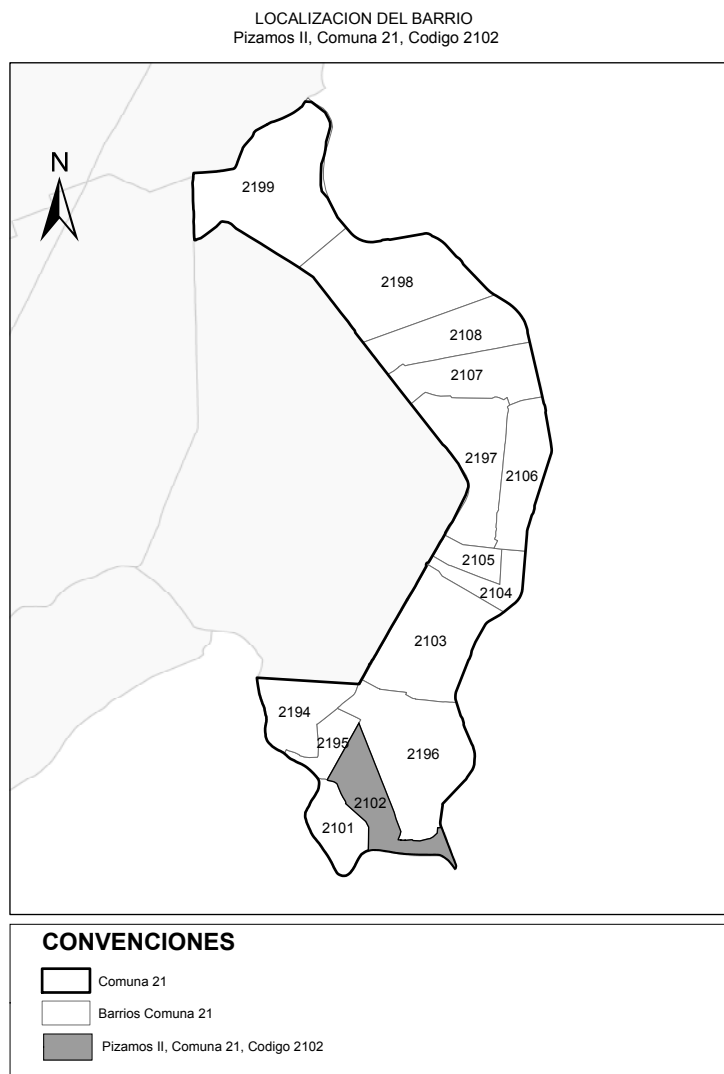 LOCALIZACION DEL BARRIO
Pizamos II, Comuna 21, Codigo 2102
N
2199
2198
2108
2107
2197
2106
2105
2104
2103
2194
2195
2196
2102
2101
CONVENCIONES
Comuna 21
Barrios Comuna 21
Pizamos II, Comuna 21, Codigo 2102